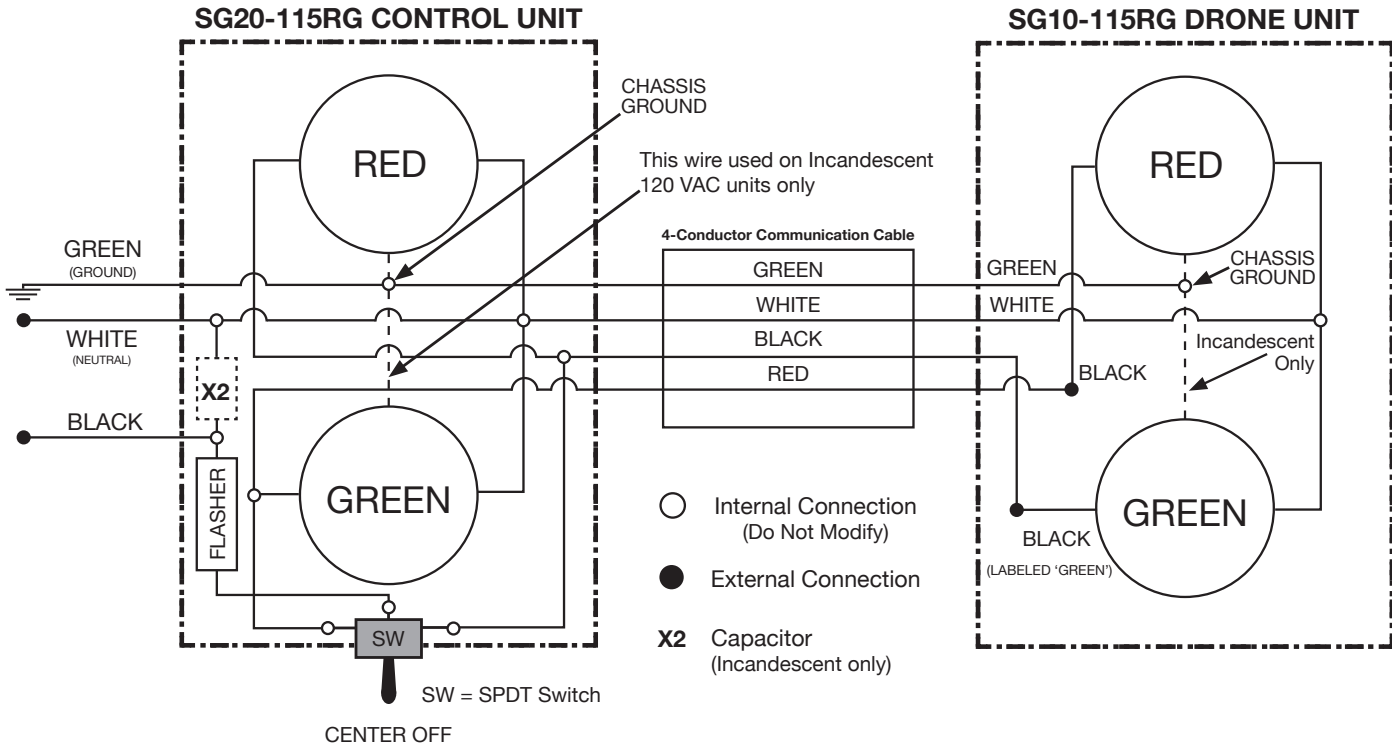 SG20-115RG CONTROL UNIT
SG10-115RG DRONE UNIT
RED
CHASSIS
GROUND
This wire used on Incandescent
120 VAC units only
RED
4-Conductor Communication Cable
GREEN
(GROUND)
GREEN
GREEN
CHASSIS
GROUND
WHITE
WHITE
WHITE
(NEUTRAL)
BLACK
Incandescent
Only
RED
BLACK
X2
BLACK
FLASHER
GREEN
GREEN
Internal Connection
(Do Not Modify)
BLACK
(LABELED 'GREEN')
External Connection
SW
X2 Capacitor
(Incandescent only)
SW = SPDT Switch
CENTER OFF